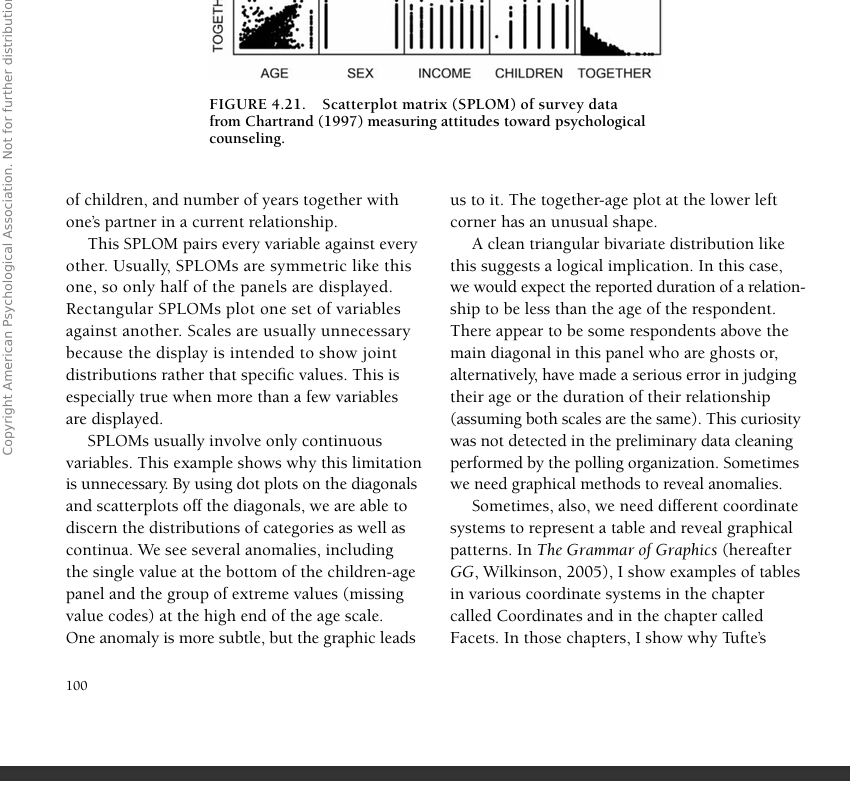 TOGETH
AGE SEX INCOME CHILDREN TOGETHER
FIGURE 4.21. Scatterplot matrix (SPLOM) of survey data
from Chartrand (1997) measuring attitudes toward psychological
counseling.
of children, and number of years together with
one's partner in a current relationship.
This SPLOM pairs every variable against every
other. Usually, SPLOMs are symmetric like this
one, so only half of the panels are displayed.
Rectangular SPLOMs plot one set of variables
against another. Scales are usually unnecessary
because the display is intended to show joint
distributions rather that specific values. This is
especially true when more than a few variables
are displayed.
SPLOMs usually involve only continuous
variables. This example shows why this limitation
is unnecessary. By using dot plots on the diagonals
and scatterplots off the diagonals, we are able to
discern the distributions of categories as well as
continua. We see several anomalies, including
the single value at the bottom of the children-age
panel and the group of extreme values (missing
value codes) at the high end of the age scale.
One anomaly is more subtle, but the graphic leads
us to it. The together-age plot at the lower left
corner has an unusual shape.
A clean triangular bivariate distribution like
this suggests a logical implication. In this case,
we would expect the reported duration of a relation-
ship to be less than the age of the respondent.
There appear to be some respondents above the
main diagonal in this panel who are ghosts or,
alternatively, have made a serious error in judging
their age or the duration of their relationship
(assuming both scales are the same). This curiosity
was not detected in the preliminary data cleaning
performed by the polling organization. Sometimes
we need graphical methods to reveal anomalies.
Sometimes, also, we need different coordinate
systems to represent a table and reveal graphical
patterns. In The Grammar of Graphics (hereafter
GG, Wilkinson, 2005), I show examples of tables
in various coordinate systems in the chapter
called Coordinates and in the chapter called
Facets. In those chapters, I show why Tufte's
100
Copyright American Psychological Association. Not for further distribution